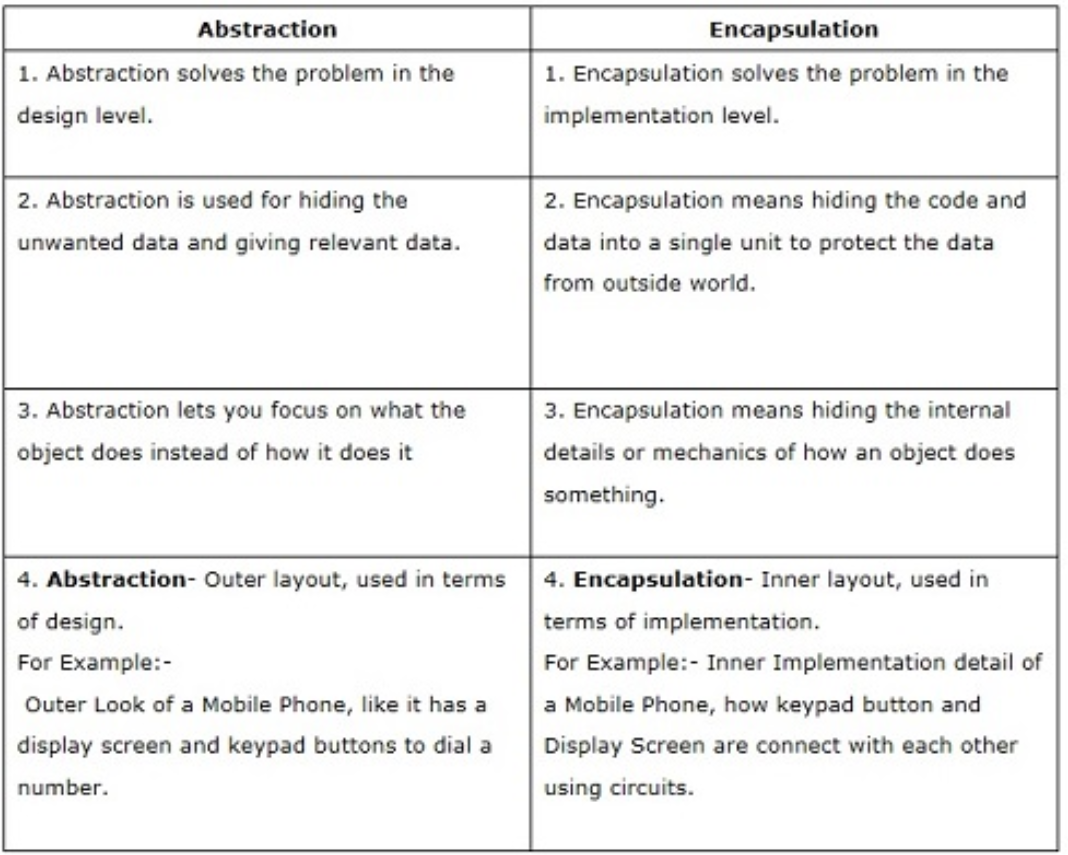 Abstraction
Encapsulation
1. Abstraction solves the problem in the
design level.
1. Encapsulation solves the problem in the
implementation level.
2. Abstraction is used for hiding the
unwanted data and giving relevant data.
2. Encapsulation means hiding the code and
data into a single unit to protect the data
from outside world.
3. Abstraction lets you focus on what the
object does instead of how it does it
3. Encapsulation means hiding the internal
details or mechanics of how an object does
something.
4. Abstraction- Outer layout, used in terms
of design.
For Example:-
Outer Look of a Mobile Phone, like it has a
display screen and keypad buttons to dial a
number.
4. Encapsulation- Inner layout, used in
terms of implementation.
For Example:- Inner Implementation detail of
a Mobile Phone, how keypad button and
Display Screen are connect with each other
using circuits.